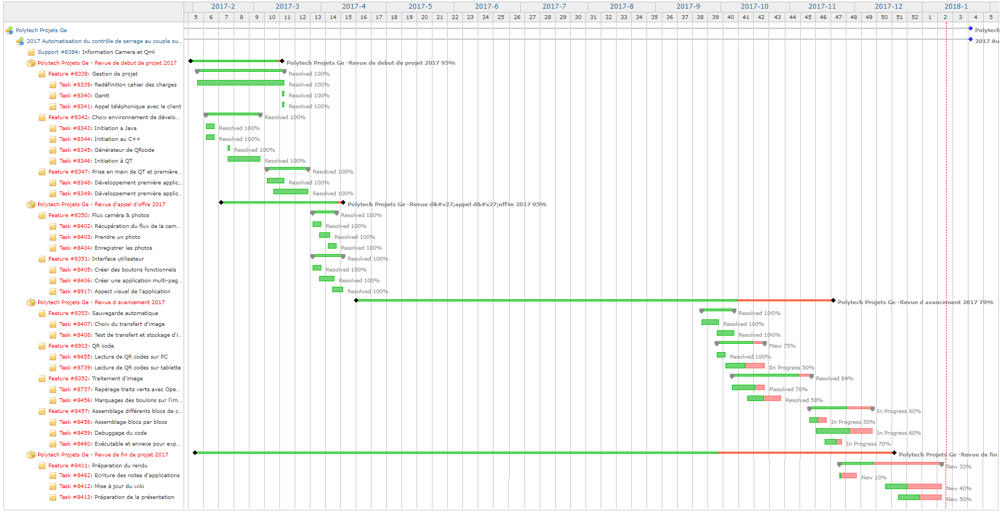 2017-2 2017-3 2017-4 2017-5 2017-6 2017-7 2017-8 2017-9 2017-10 2017-11 2017-12 2018-1
5 6 7 8 9 10 11 12 13 14 15 16 17 18 19 20 21 22 23 24 25 26 27 28 29 30 31 32 33 34 35 36 37 38 39 40 41 42 43 44 45 46 47 48 49 50 51 52 1 2 3 4 5
Polytech Projets Ge Polytech
2017 Automatisation du contrôle de serrage au couple su... 2017 Au
Support #8384: Information Camera et Qml
Polytech Projets Ge - Revue de debut de projet 2017 Polytech Projets Ge -Revue de debut de projet 2017 95%
Feature #8338: Gestion de projet Resolved 100%
Task #8339: Redéfinition cahier des charges Resolved 100%
Task #8340: Gantt Resolved 100%
Task #8341: Appel téléphonique avec le client Resolved 100%
Feature #8342: Choix environnement de dévelo... Resolved 100%
Task #8343: Initiation a Java Resolved 100%
Task #8344: Initiation au C++ Resolved 100%
Task #8345: Générateur de QRcode Resolved 100%
Task #8346: Initiation à QT Resolved 100%
Feature #8347: Prise en main de QT et première... Resolved 100%
Task #8348: Développement première applic... Resolved 100%
Task #8349: Développement première applic... Resolved 100%
Polytech Projets Ge - Revue d'appel d'offre 2017 Polytech Projets Ge -Revue d&#x27;appel d&#x27;offre 2017 95%
Feature #8350: Flux caméra & photos Resolved 100%
Task #8402: Récupération du flux de la cam... Resolved 100%
Task #8403: Prendre un photo Resolved 100%
Task #8404: Enregistrer les photos Resolved 100%
Feature #8351: Interface utilisateur Resolved 100%
Task #8405: Créer des boutons fonctionnels Resolved 100%
Task #8406: Créer une application multi-pag... Resolved 100%
Task #8917: Aspect visuel de l'application Resolved 100%
Polytech Projets Ge - Revue d avancement 2017 Polytech Projets Ge -Revue d avancement 2017 79%
Feature #8353: Sauvegarde automatique Resolved 100%
Task #8407: Choix du transfert d'image Resolved 100%
Task #8408: Test de transfert et stockage d'i... Resolved 100%
Feature #8903: QR code New 75%
Task #8455: Lecture de QR codes sur PC Resolved 100%
Task #8739: Lecture de QR codes sur tablette In Progress 50%
Feature #8352: Traitement d'image Resolved 84%
Task #8737: Repérage traits verts avec Ope... Resolved 70%
Task #8456: Marquages des boulons sur l'im... Resolved 50%
Feature #8457: Assemblage différents blocs de c... In Progress 60%
Task #8458: Assemblage blocs par blocs In Progress 50%
Task #8459: Debuggage du code In Progress 60%
Task #8460: Exécutable et annexe pour exp... In Progress 70%
Polytech Projets Ge - Revue de fin de projet 2017 Polytech Projets Ge -Revue de fin
Feature #8411: Préparation du rendu New 33%
Task #8462: Ecriture des notes d'applications New 10%
Task #8412: Mise à jour du wiki New 40%
Task #8413: Préparation de la présentation New 50%